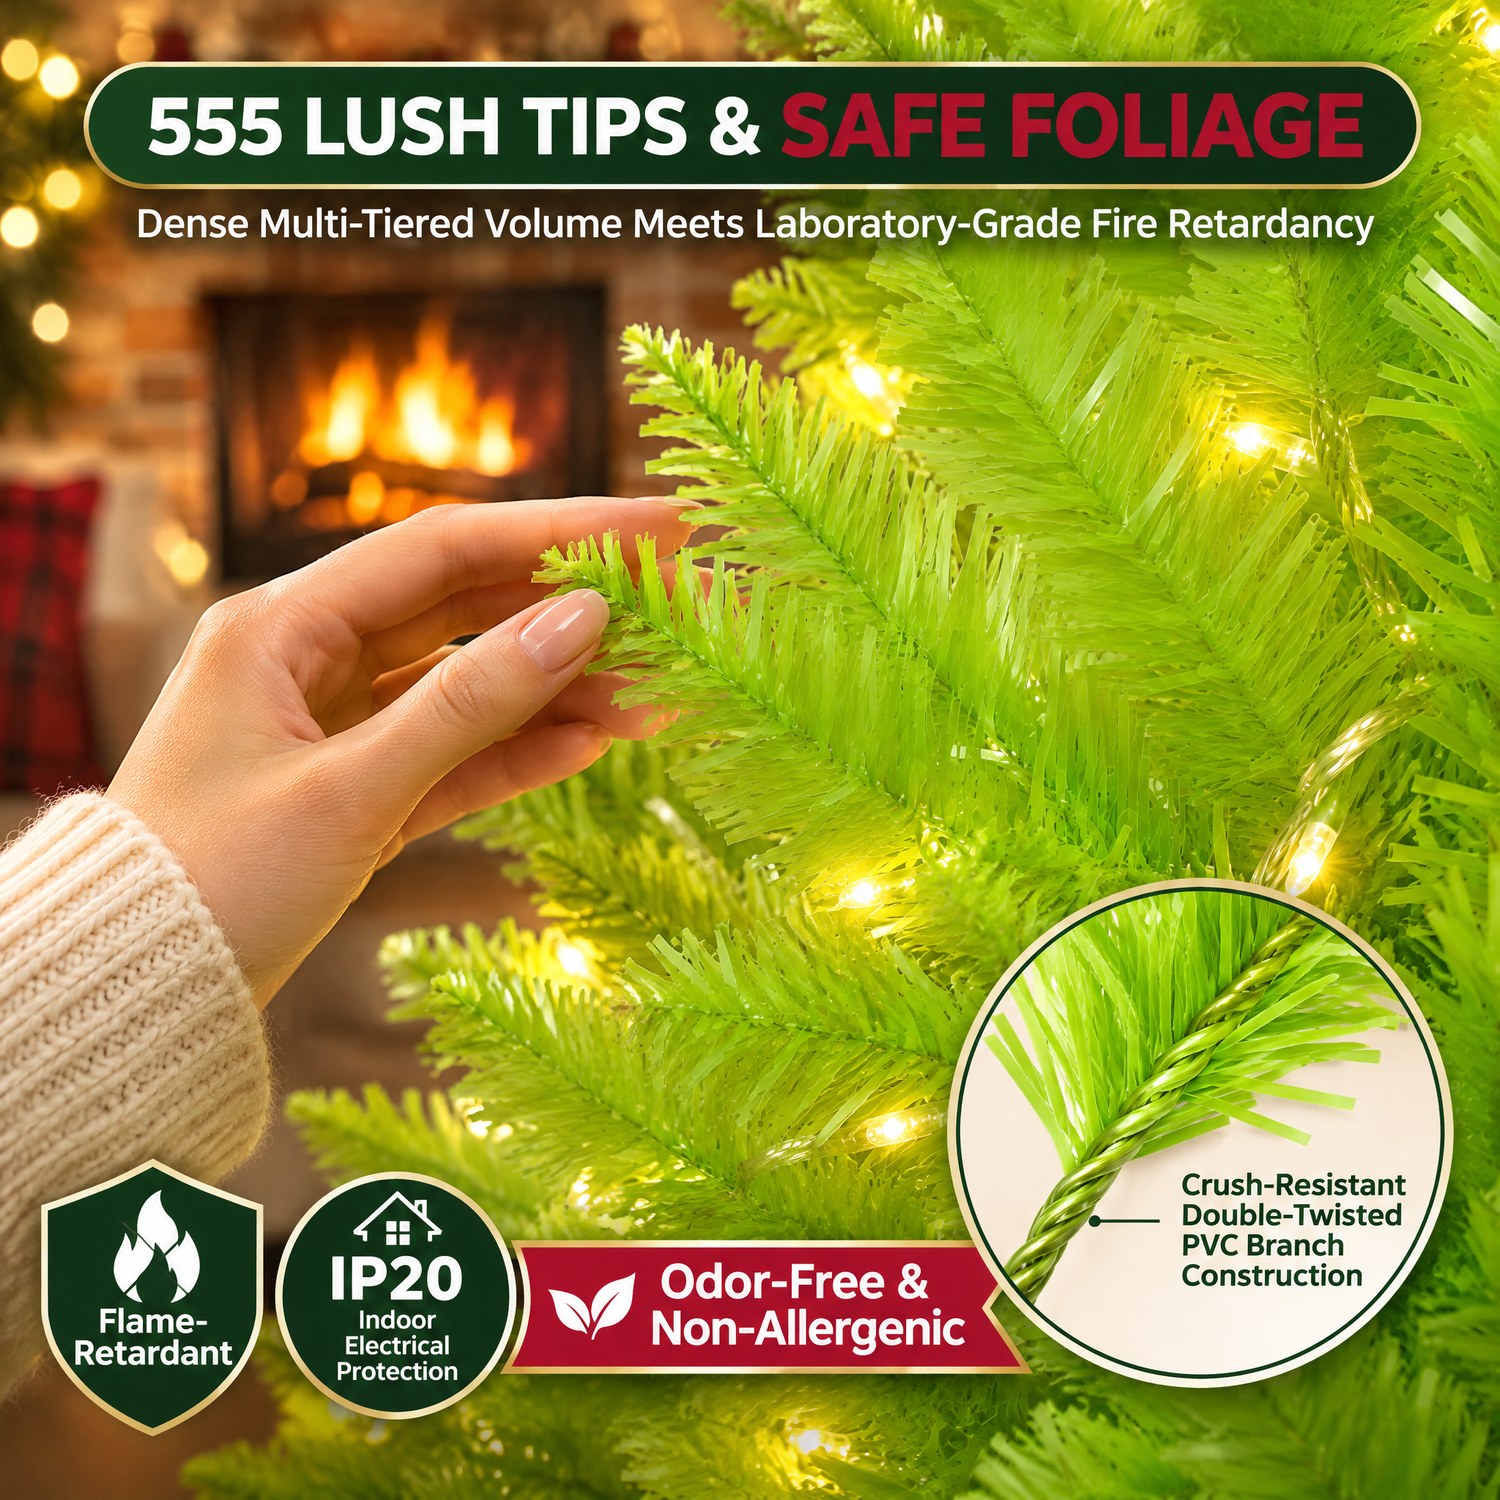 555 LUSH TIPS & SAFE FOLIAGE
Dense Multi-Tiered Volume Meets Laboratory-Grade Fire Retardancy
Crush-Resistant
Double-Twisted
PVC Branch
Construction
Flame-
Retardant
IP20
Indoor
Electrical
Protection
Odor-Free &
Non-Allergenic